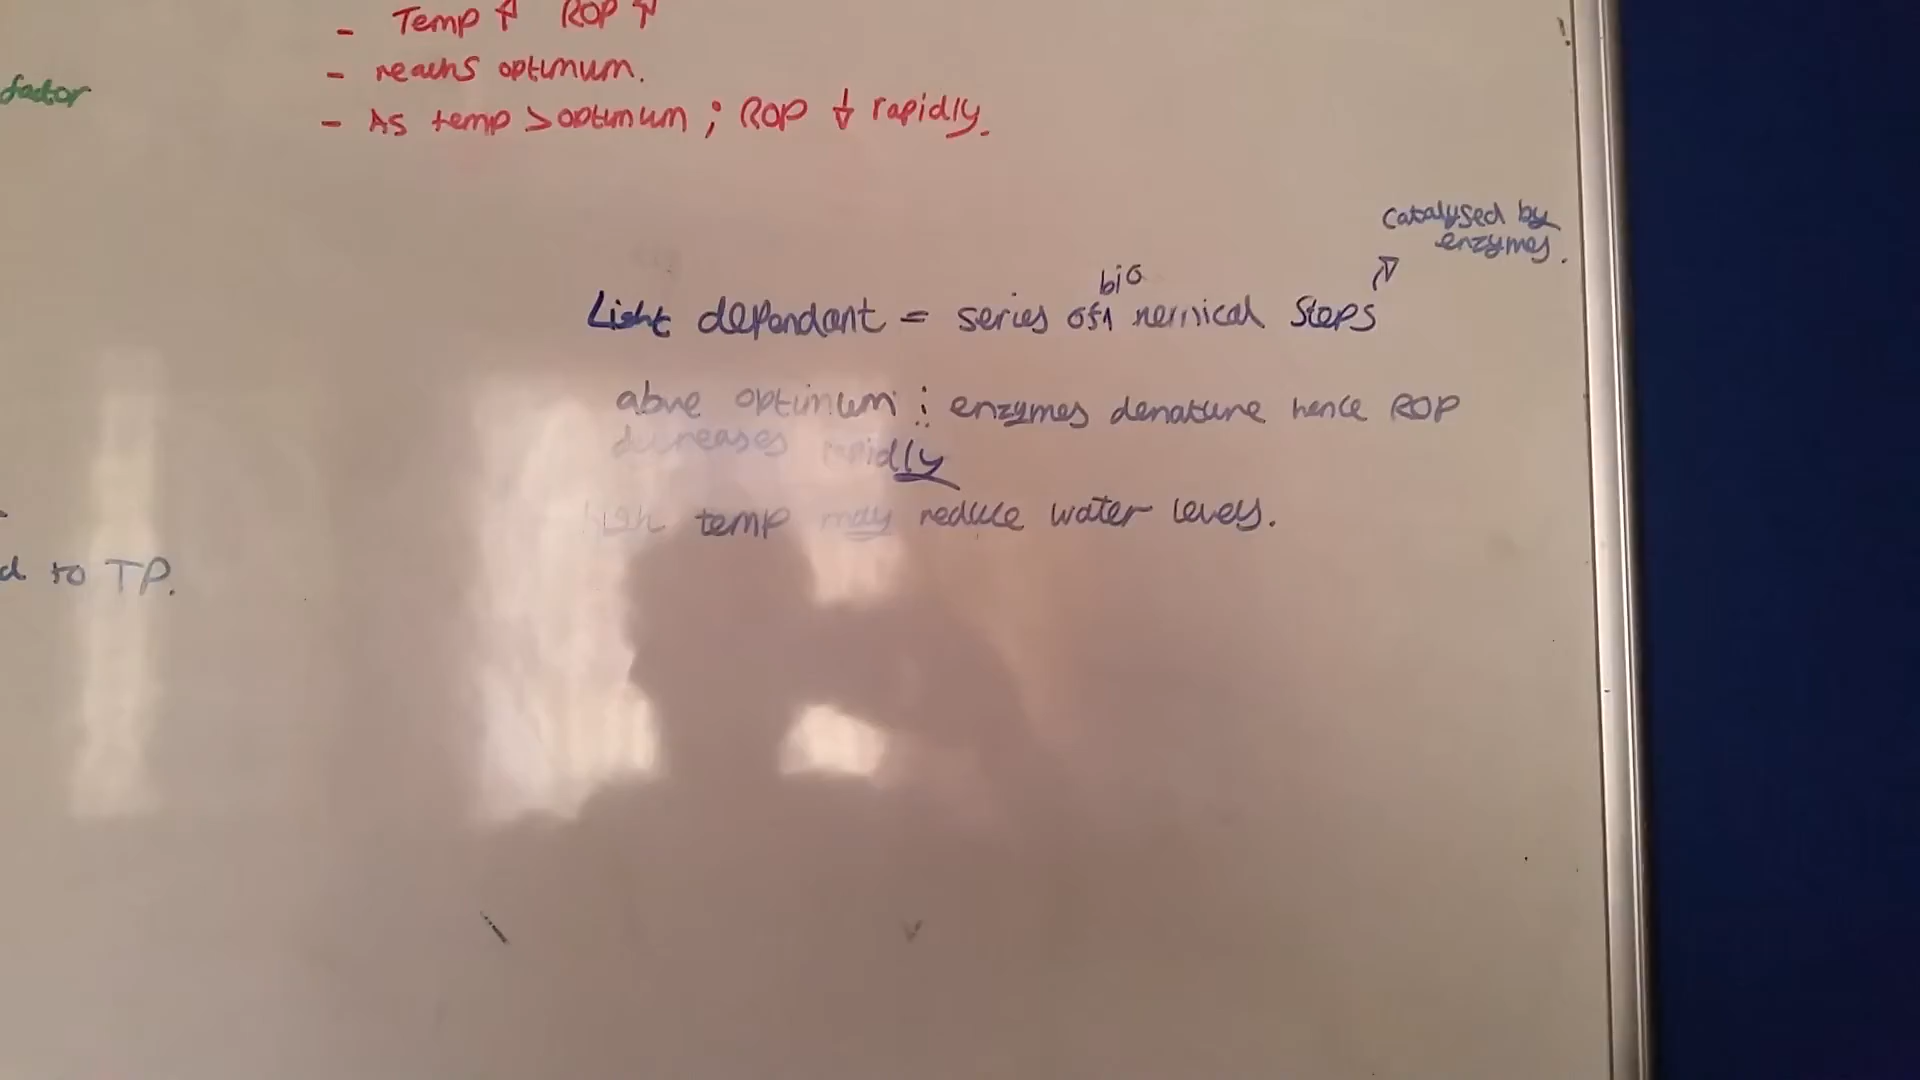 - Temp ↑ ROP ↑
- reachs optimum.
factor
- As temp > optimum ; ROP ↓ rapidly.
catalysed by
enzymes.
bio
Light dependant = series of ^ hemical steps
above optimum : enzymes denature hence ROP
decreases rapidly
High temp may reduce water levels.
d to TP.